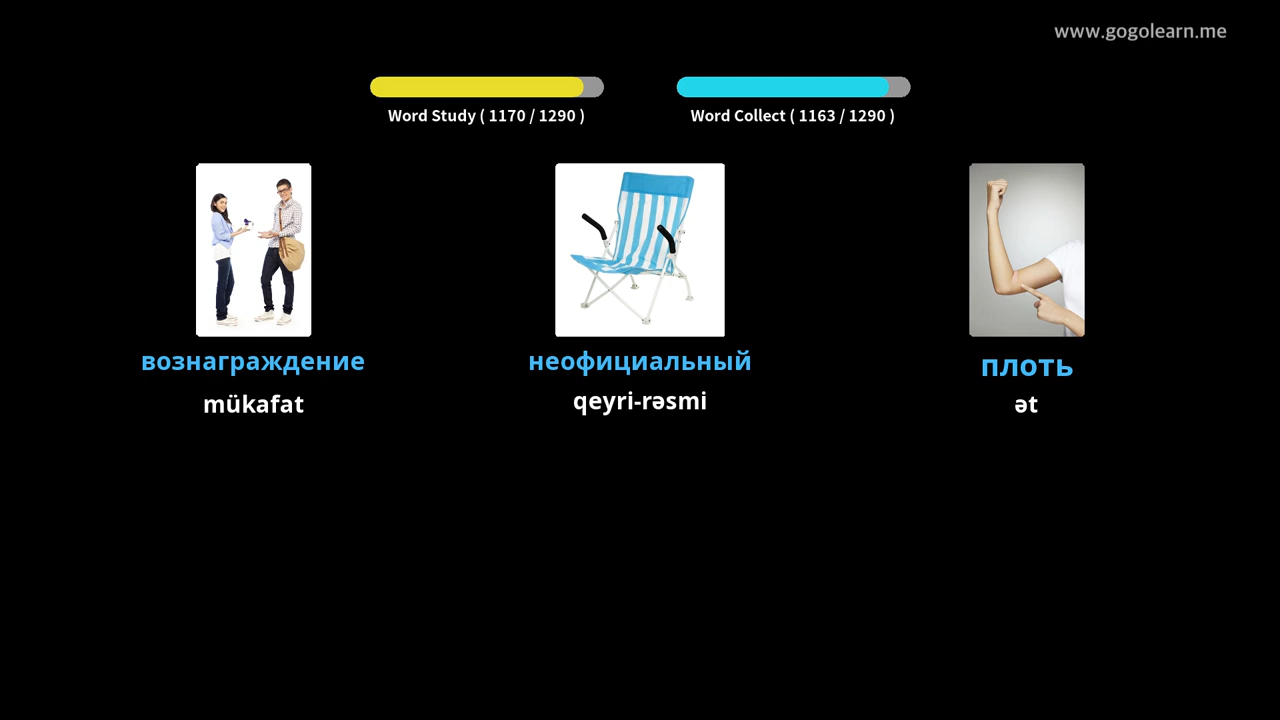 www.gogolearn.me
Word Study ( 1170 / 1290 )
Word Collect ( 1163 / 1290 )
вознаграждение
неофициальный
плоть
mükafat
qeyri-rəsmi
ət